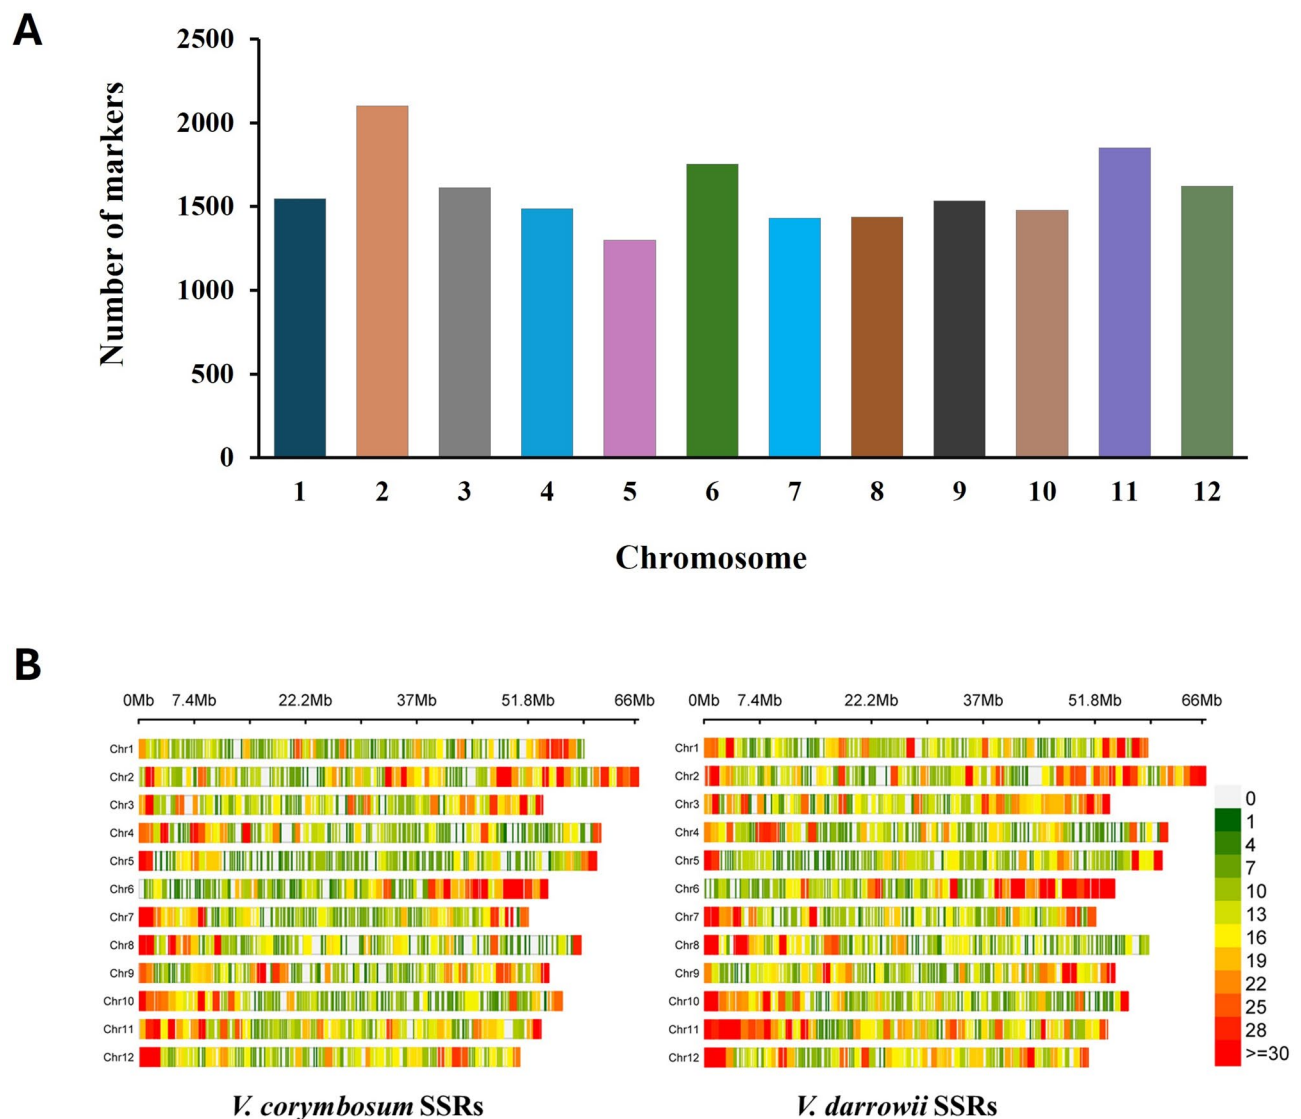 A
2500
2000
1500
1000
500
0
Number of markers
1 2 3 4 5 6 7 8 9 10 11 12
Chromosome
B
0Mb 7.4Mb 22.2Mb 37Mb 51.8Mb 66Mb
Chr1
Chr2
Chr3
Chr4
Chr5
Chr6
Chr7
Chr8
Chr9
Chr10
Chr11
Chr12
V. corymbosum SSRs
0Mb 7.4Mb 22.2Mb 37Mb 51.8Mb 66Mb
Chr1
Chr2
Chr3
Chr4
Chr5
Chr6
Chr7
Chr8
Chr9
Chr10
Chr11
Chr12
V. darrowii SSRs
0
1
4
7
10
13
16
19
22
25
28
>=30